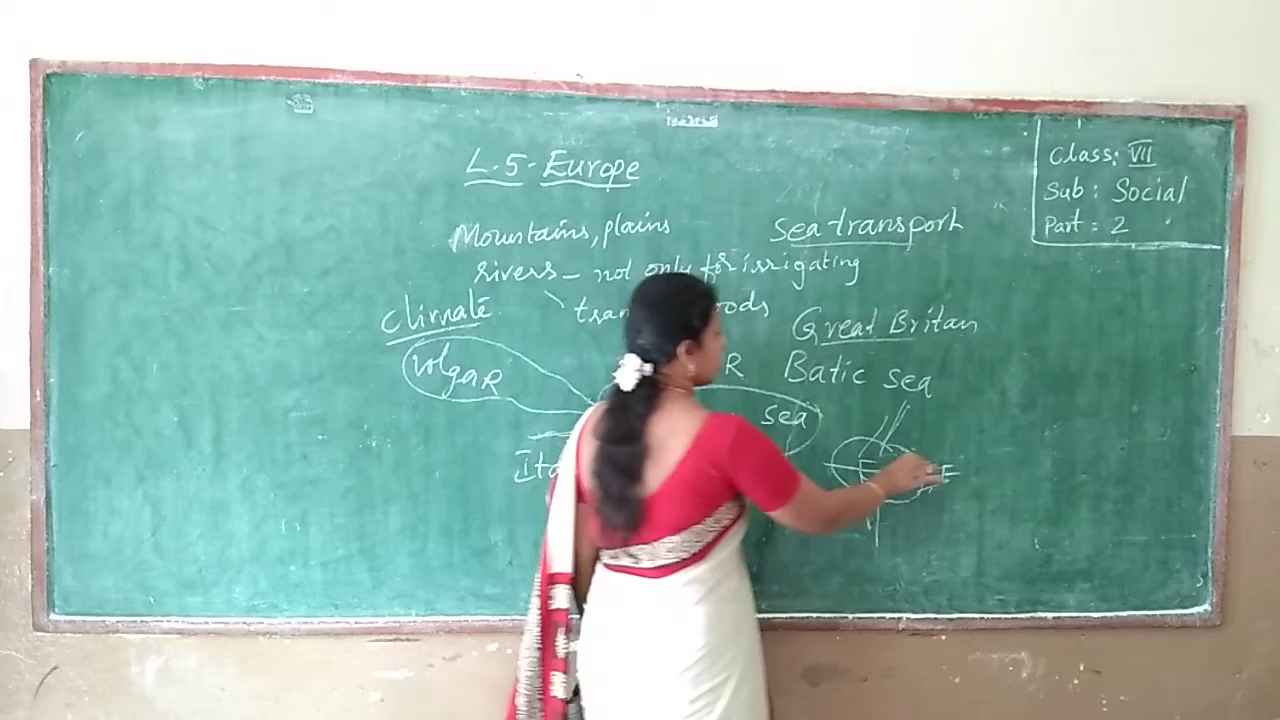 L.5-Europe
Class: VII
Sub: Social
Part: 2
Mountains, plains
rivers – not only for irrigating
climate
volga R
R
sea
sea transport
Great Britan
Batic sea
E